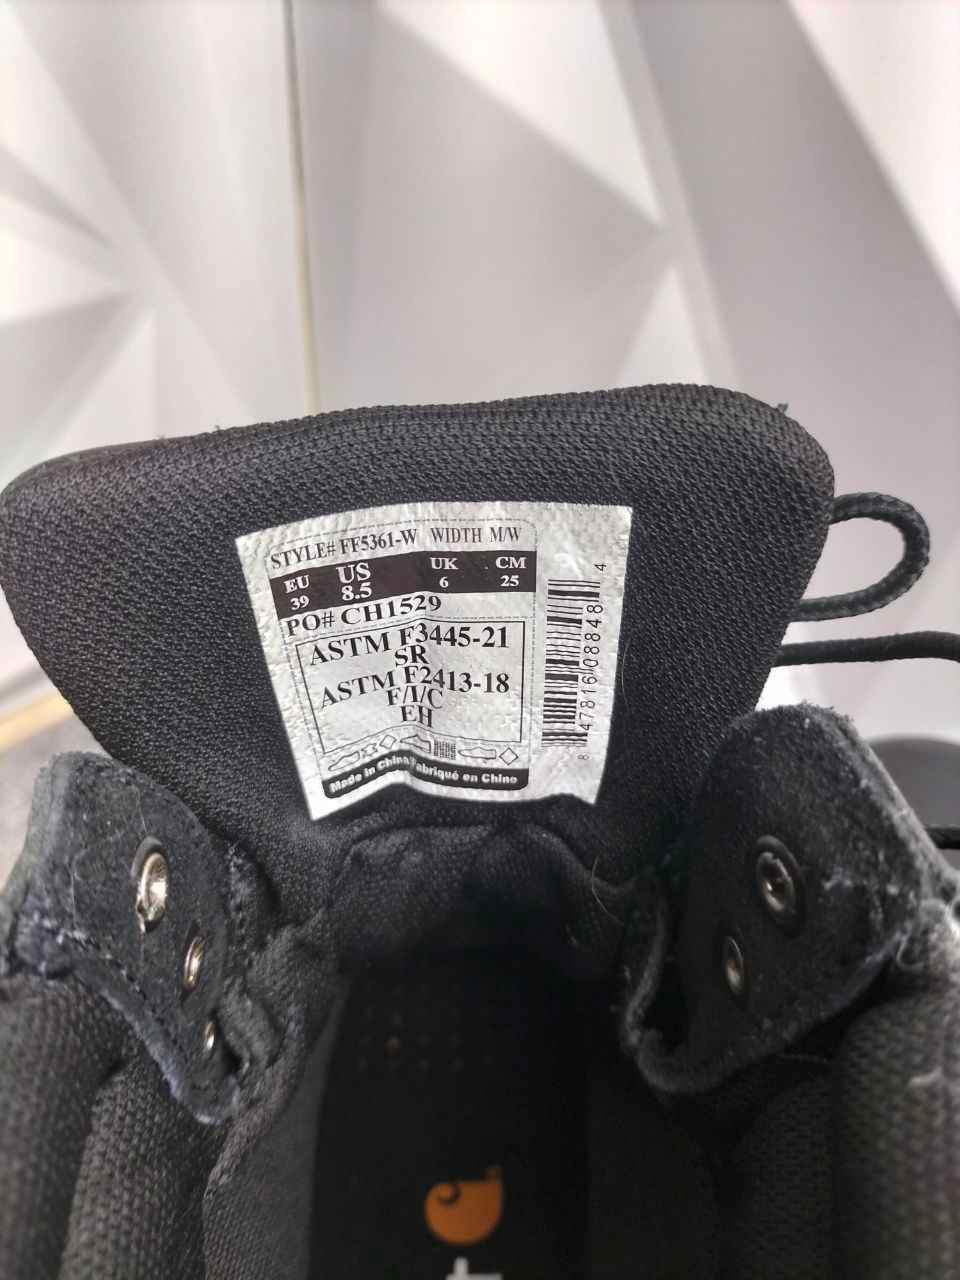 STYLE# FF5361-W WIDTH M/W
EU US UK CM
39 8.5 6 25
PO# CH1529
ASTM F3445-21
SR
ASTM F2413-18
F/I/C
EH
Made in China/Fabriqué en Chine
8 47816 08848 4
t